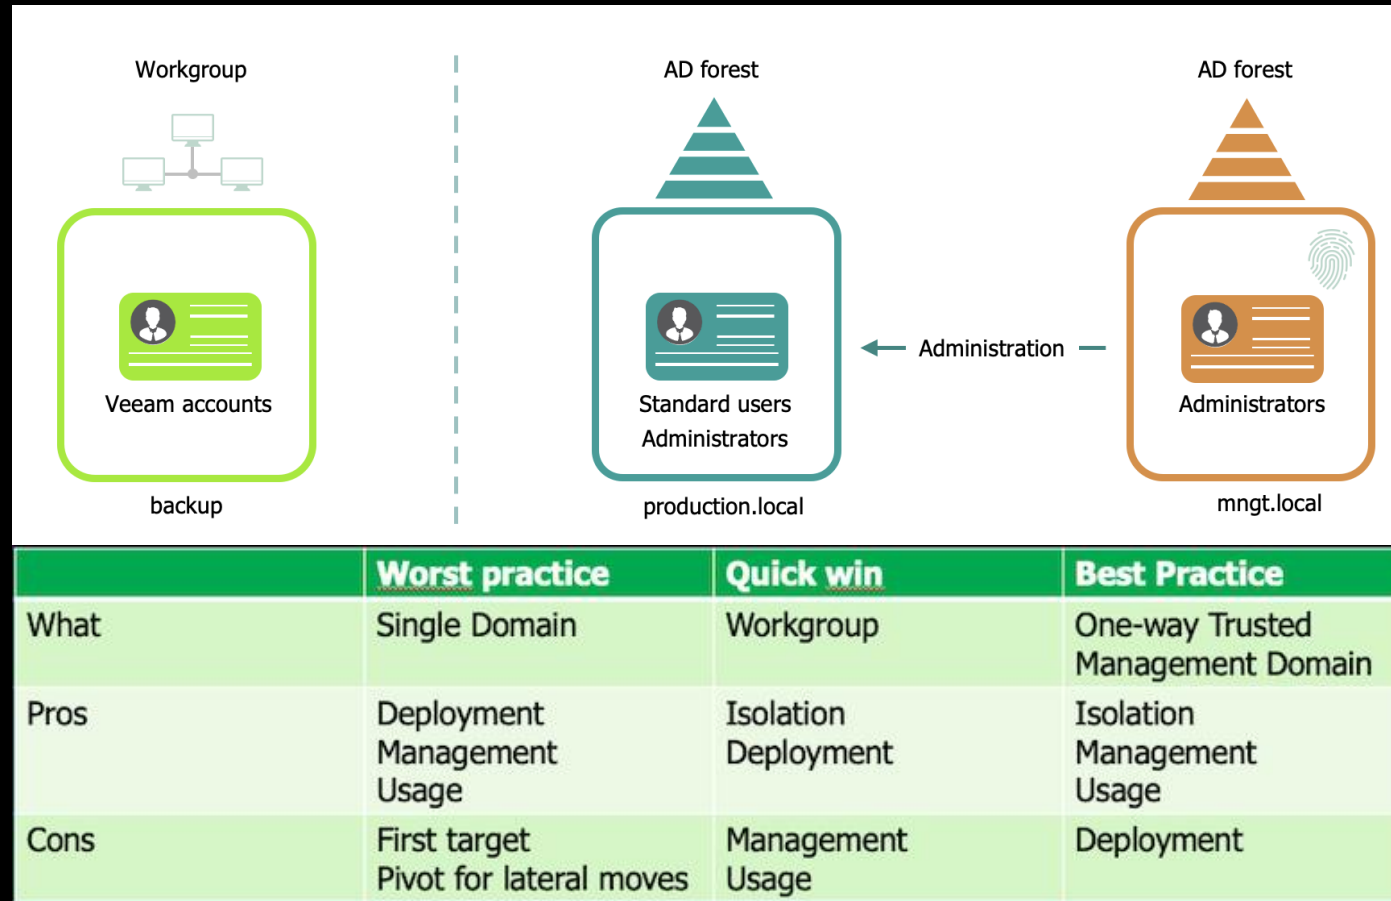 Workgroup
AD forest
AD forest
Veeam accounts
Standard users
Administrators
Administration
Administrators
backup
production.local
mngt.local
Worst practice Quick win Best Practice
What Single Domain Workgroup One-way Trusted
Management Domain
Pros Deployment Isolation Isolation
Management Deployment Management
Usage Usage
Cons First target Management Deployment
Pivot for lateral moves Usage